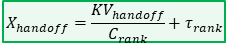 X_handoff = KV_handoff / C_rank + τ_rank